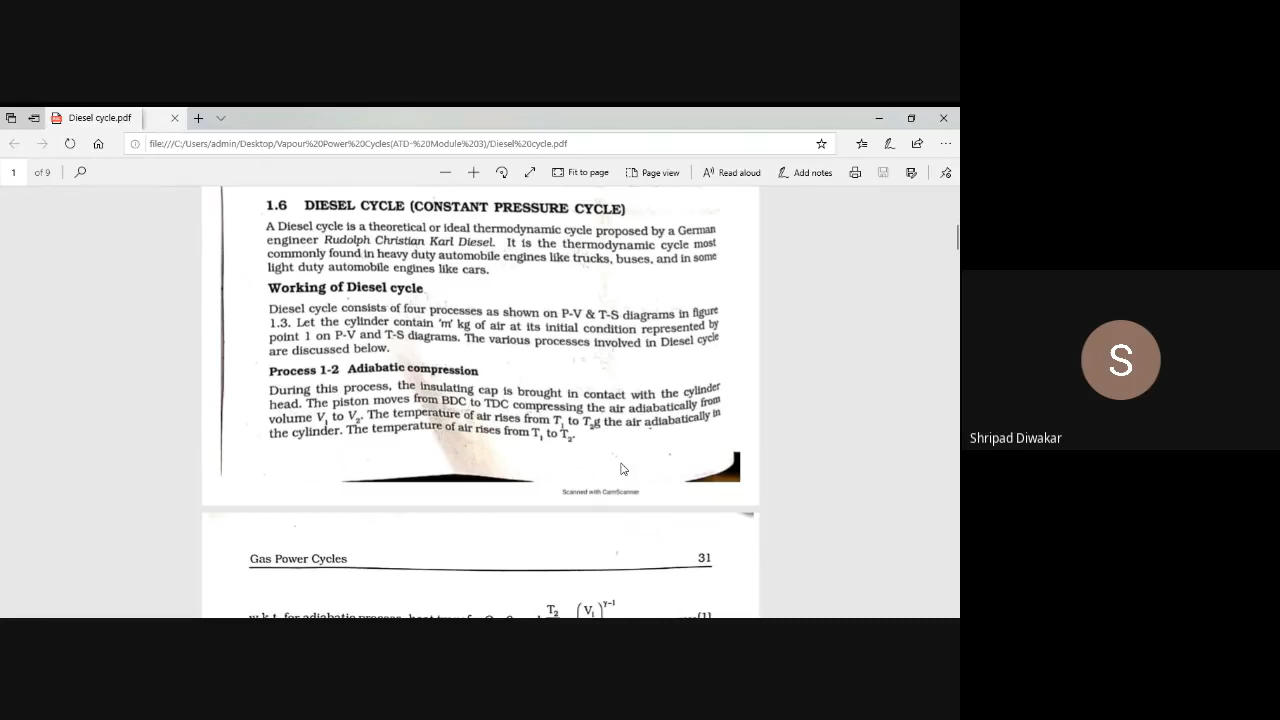 Diesel cycle.pdf
file:///C:/Users/admin/Desktop/Vapour%20Power%20Cycles(ATD-%20Module%203)/Diesel%20cycle.pdf
1 of 9 Fit to page Page view Read aloud Add notes
1.6 DIESEL CYCLE (CONSTANT PRESSURE CYCLE)
A Diesel cycle is a theoretical or ideal thermodynamic cycle proposed by a German
engineer Rudolph Christian Karl Diesel. It is the thermodynamic cycle most
commonly found in heavy duty automobile engines like trucks, buses, and in some
light duty automobile engines like cars.
Working of Diesel cycle
Diesel cycle consists of four processes as shown on P-V & T-S diagrams in figure
1.3. Let the cylinder contain 'm' kg of air at its initial condition represented by
point 1 on P-V and T-S diagrams. The various processes involved in Diesel cycle
are discussed below.
Process 1-2 Adiabatic compression
During this process, the insulating cap is brought in contact with the cylinder
head. The piston moves from BDC to TDC compressing the air adiabatically from
volume V₁ to V₂. The temperature of air rises from T₁ to T₂g the air adiabatically in
the cylinder. The temperature of air rises from T₁ to T₂.
Scanned with CamScanner
Gas Power Cycles 31
T₂ (V₁)^γ−1
S
Shripad Diwakar